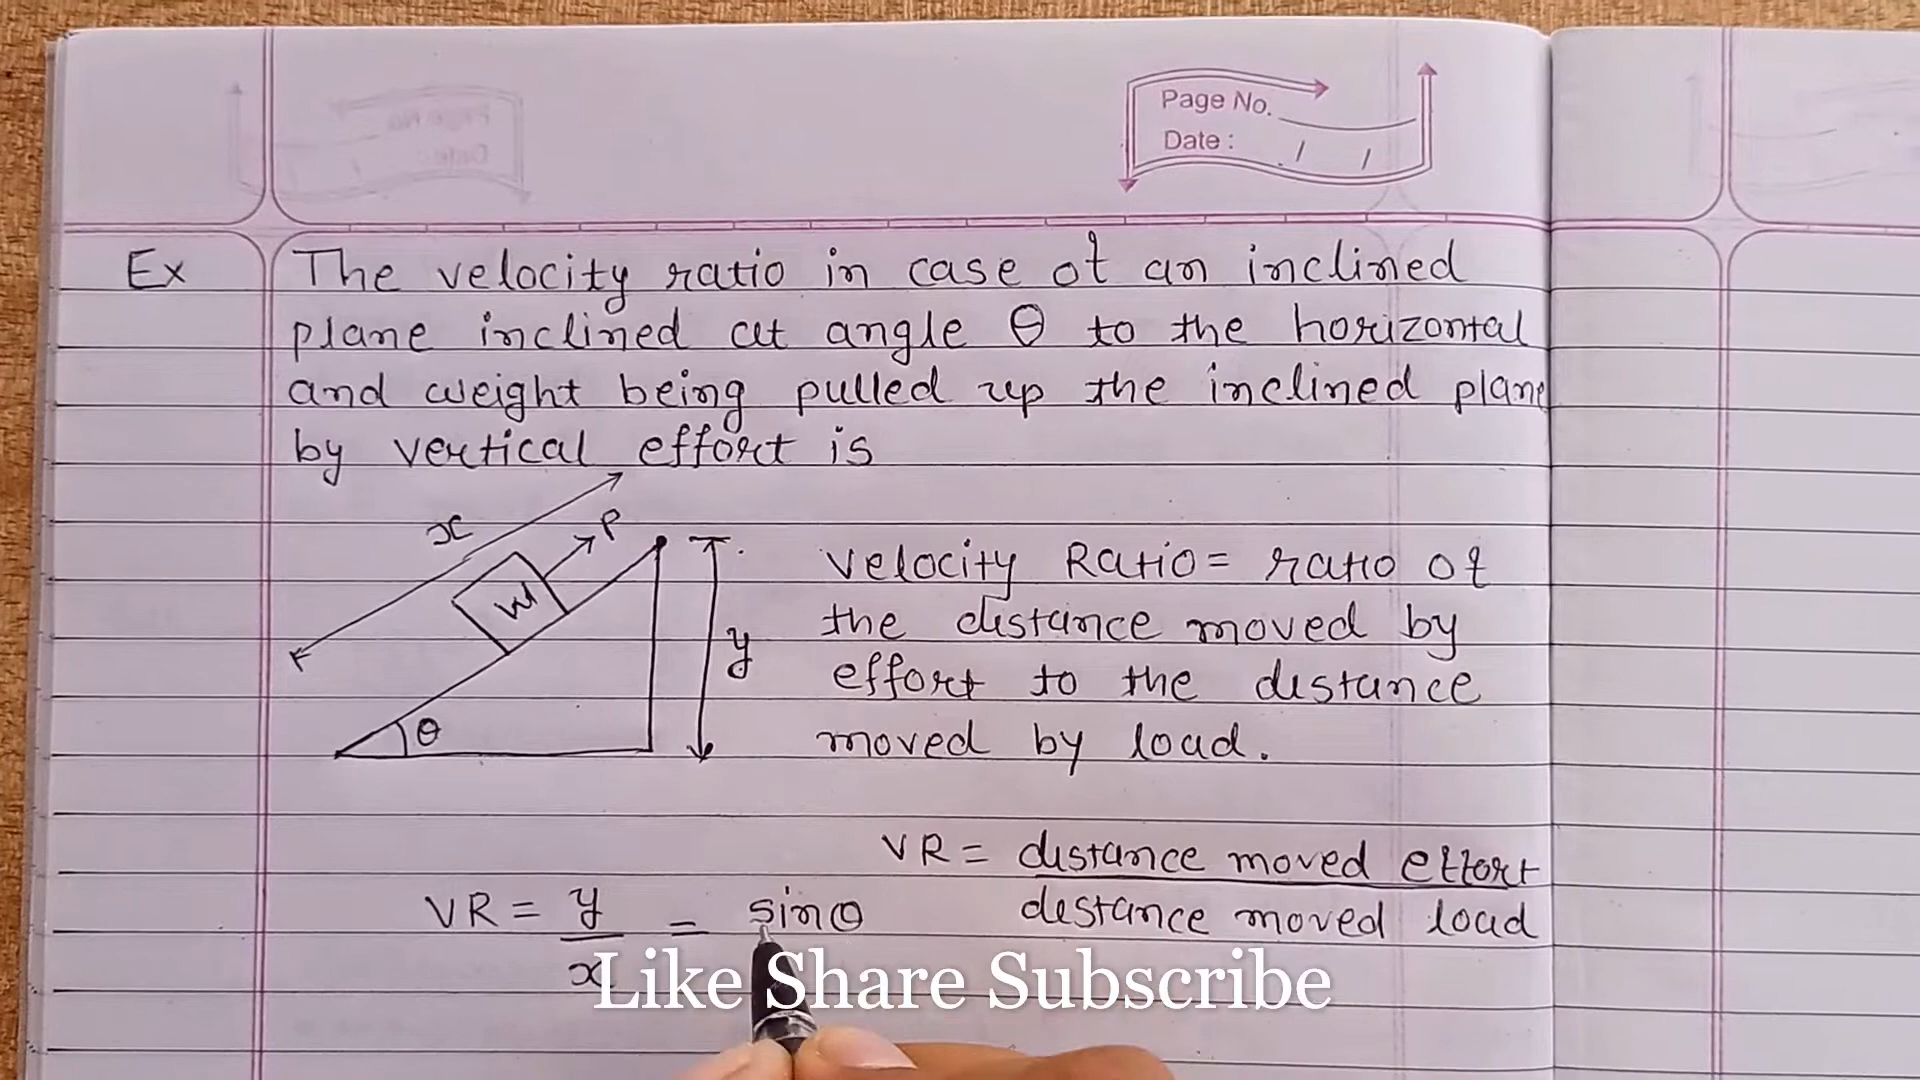 Page No.
Date : / /
Ex
The velocity ratio in case of an inclined
plane inclined at angle θ to the horizontal
and weight being pulled up the inclined plane
by vertical effort is
x
P
W
y
θ
Velocity Ratio = ratio of
the distance moved by
effort to the distance
moved by load.
VR = distance moved effort
distance moved load
VR = y
x
= sinθ
Like Share Subscribe